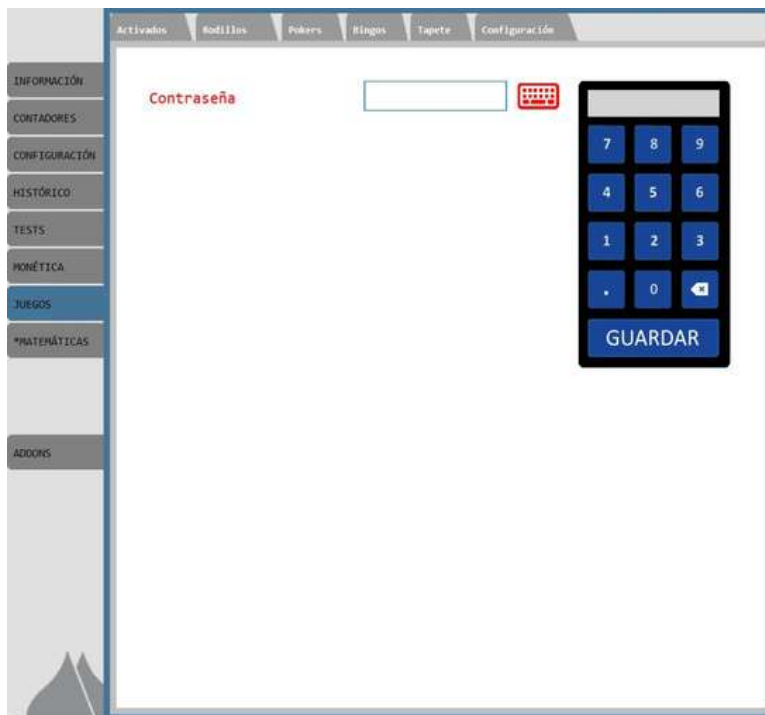 Activados Rodillos Pokers Bingos Tapete Configuración
INFORMACIÓN
CONTADORES
CONFIGURACIÓN
HISTÓRICO
TESTS
MONÉTICA
JUEGOS
*MATEMÁTICAS
ADDONS
Contraseña
7 8 9
4 5 6
1 2 3
. 0
GUARDAR